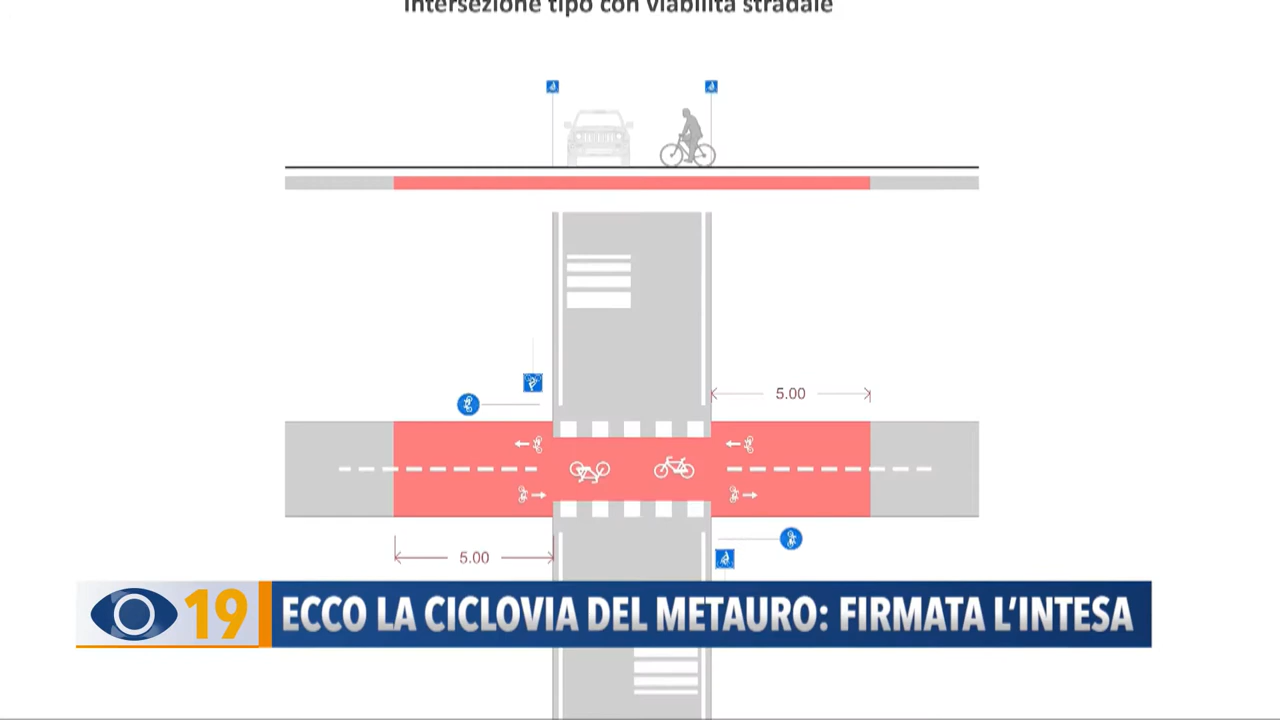 Intersezione tipo con viabilità stradale
5.00
5.00
19 ECCO LA CICLOVIA DEL METAURO: FIRMATA L'INTESA